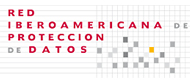 RED
IBEROAMERICANA DE
PROTECCION
DE DATOS